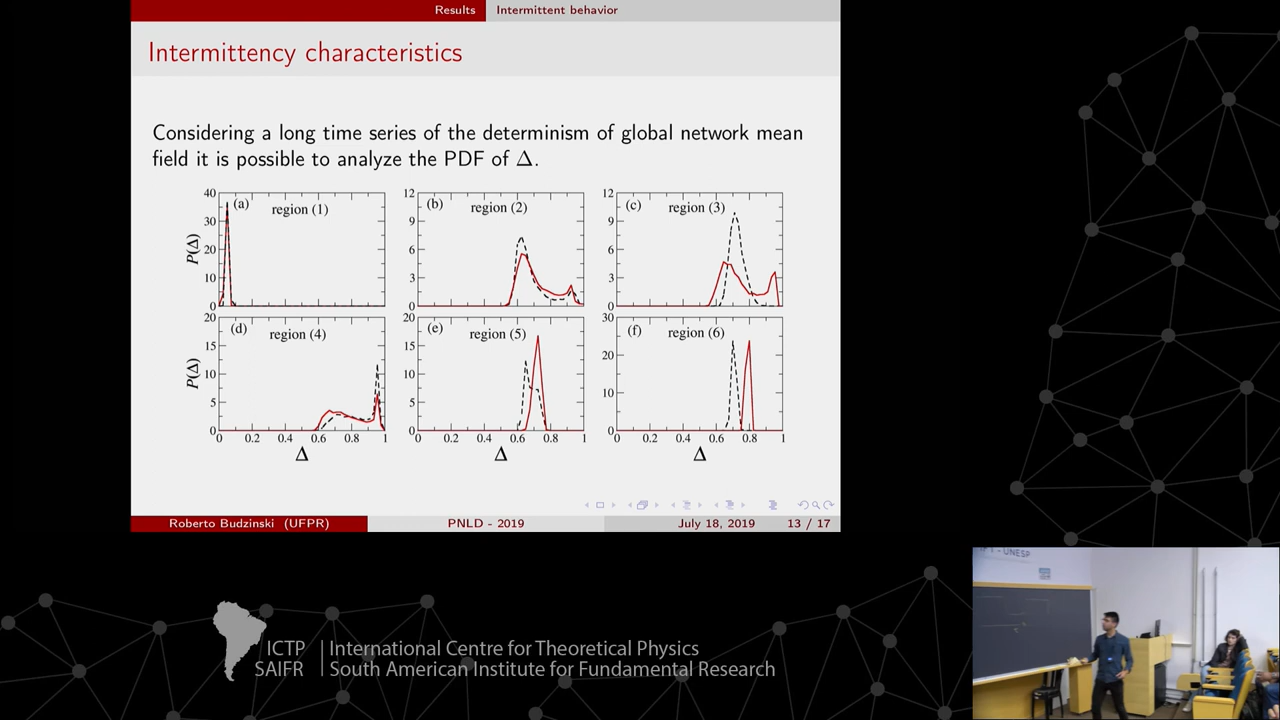 Results Intermittent behavior
Intermittency characteristics
Considering a long time series of the determinism of global network mean
field it is possible to analyze the PDF of Δ.
40 (a) region (1)
30
20
10
0
P(Δ)
12 (b) region (2)
9
6
3
0
12 (c) region (3)
9
6
3
0
20 (d) region (4)
15
10
5
0
P(Δ)
0 0.2 0.4 0.6 0.8 1
Δ
20 (e) region (5)
15
10
5
0
0 0.2 0.4 0.6 0.8 1
Δ
30 (f) region (6)
20
10
0
0 0.2 0.4 0.6 0.8 1
Δ
Roberto Budzinski (UFPR) PNLD - 2019 July 18, 2019 13 / 17
ICTP International Centre for Theoretical Physics
SAIFR South American Institute for Fundamental Research
- UNESP